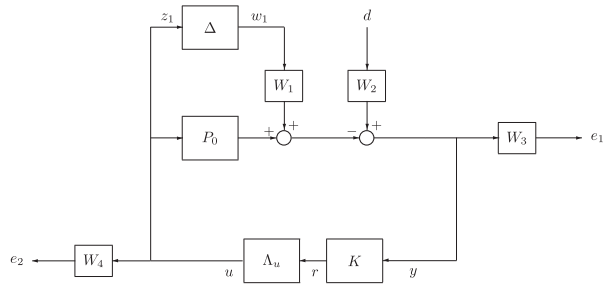 z₁ Δ w₁ d
W₁ W₂
P₀ + + − + W₃ e₁
e₂ W₄ u Λᵤ r K y